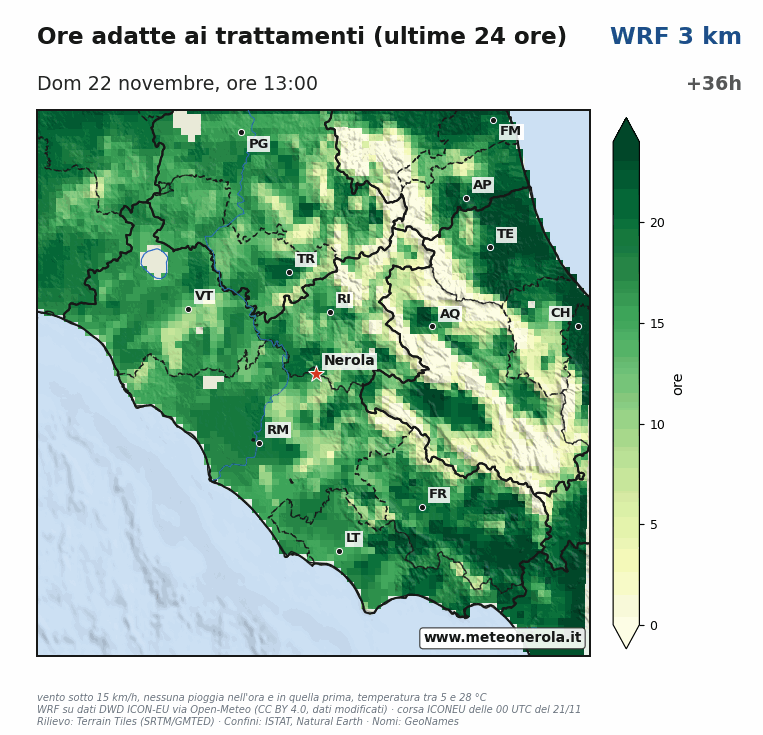 Ore adatte ai trattamenti (ultime 24 ore)
WRF 3 km
Dom 22 novembre, ore 13:00
+36h
FM
PG
AP
TE
TR
VT
RI
AQ
CH
Nerola
RM
FR
LT
www.meteonerola.it
20
15
10
5
0
ore
vento sotto 15 km/h, nessuna pioggia nell'ora e in quella prima, temperatura tra 5 e 28 °C
WRF su dati DWD ICON-EU via Open-Meteo (CC BY 4.0, dati modificati) · corsa ICONEU delle 00 UTC del 21/11
Rilievo: Terrain Tiles (SRTM/GMTED) · Confini: ISTAT, Natural Earth · Nomi: GeoNames